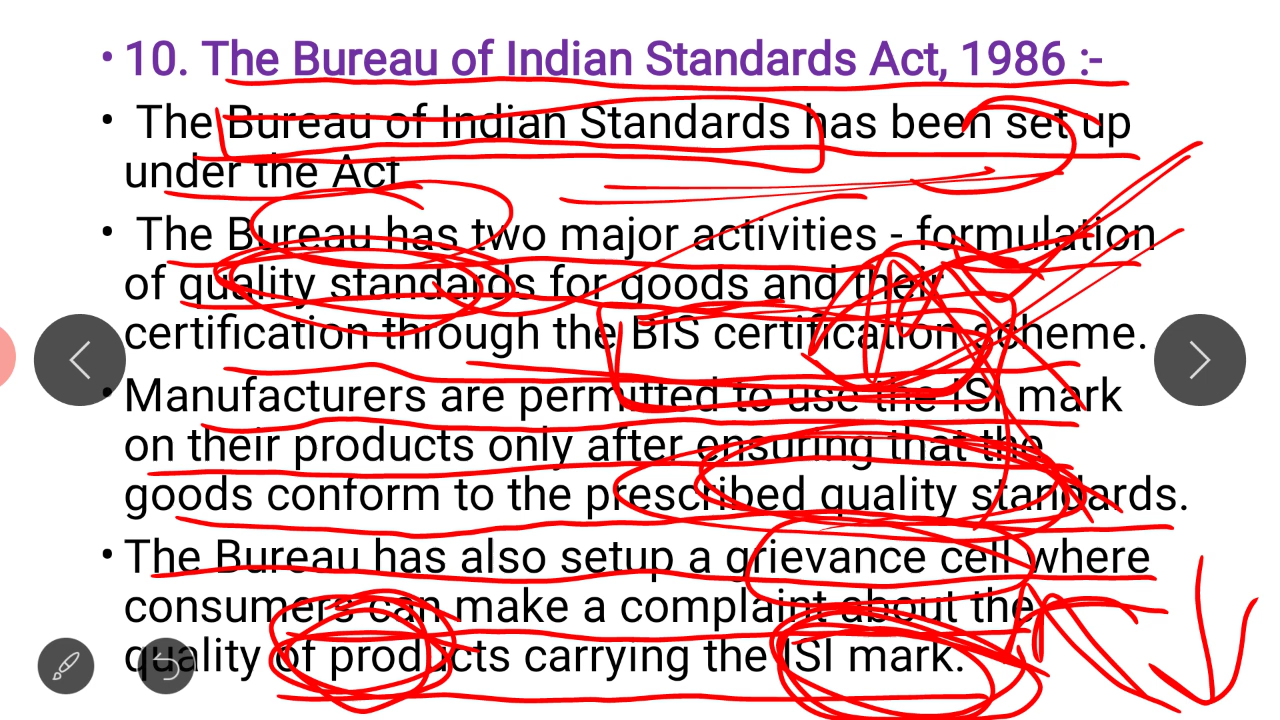 • 10. The Bureau of Indian Standards Act, 1986 :-
• The Bureau of Indian Standards has been set up
under the Act
• The Bureau has two major activities - formulation
of quality standards for goods and their
certification through the BIS certification scheme.
• Manufacturers are permitted to use the ISI mark
on their products only after ensuring that the
goods conform to the prescribed quality standards.
• The Bureau has also setup a grievance cell where
consumers can make a complaint about the
quality of products carrying the ISI mark.